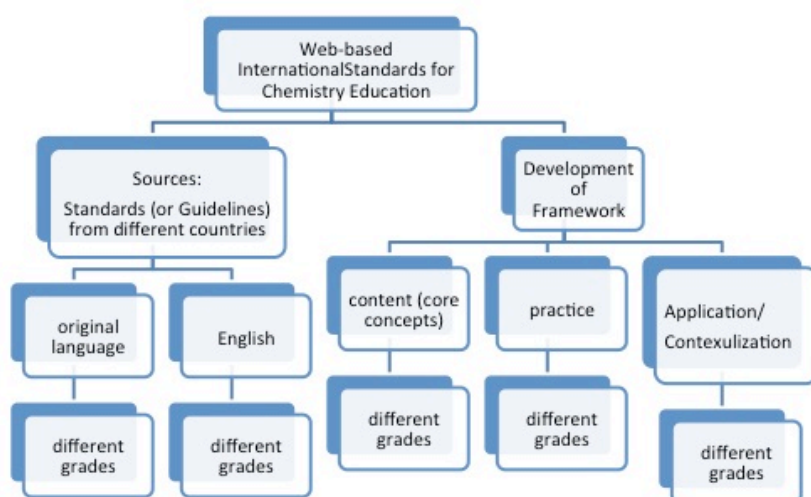 Web-based
InternationalStandards for
Chemistry Education
Sources:
Standards (or Guidelines)
from different countries
Development
of
Framework
original
language
English
content (core
concepts)
practice
Application/
Contexulization
different
grades
different
grades
different
grades
different
grades
different
grades